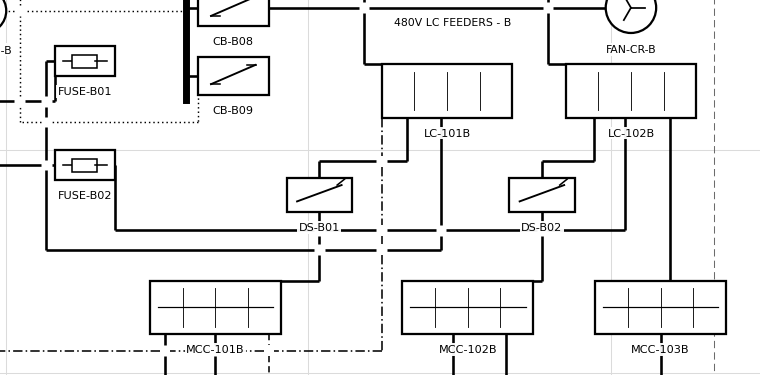 480V LC FEEDERS - B
CB-B08
FAN-CR-B
-B
FUSE-B01
CB-B09
LC-101B
LC-102B
FUSE-B02
DS-B01
DS-B02
MCC-101B
MCC-102B
MCC-103B